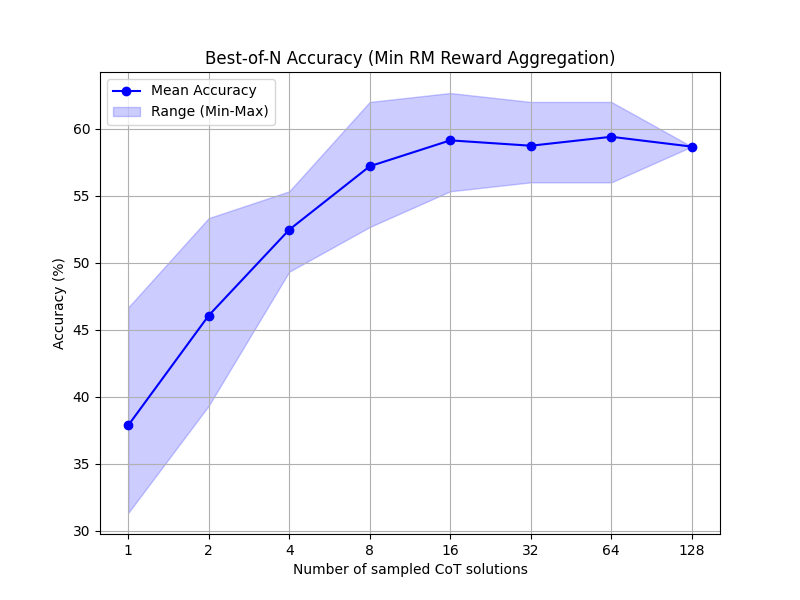 Best-of-N Accuracy (Min RM Reward Aggregation)
Mean Accuracy
Range (Min-Max)
Accuracy (%)
60
55
50
45
40
35
30
1 2 4 8 16 32 64 128
Number of sampled CoT solutions